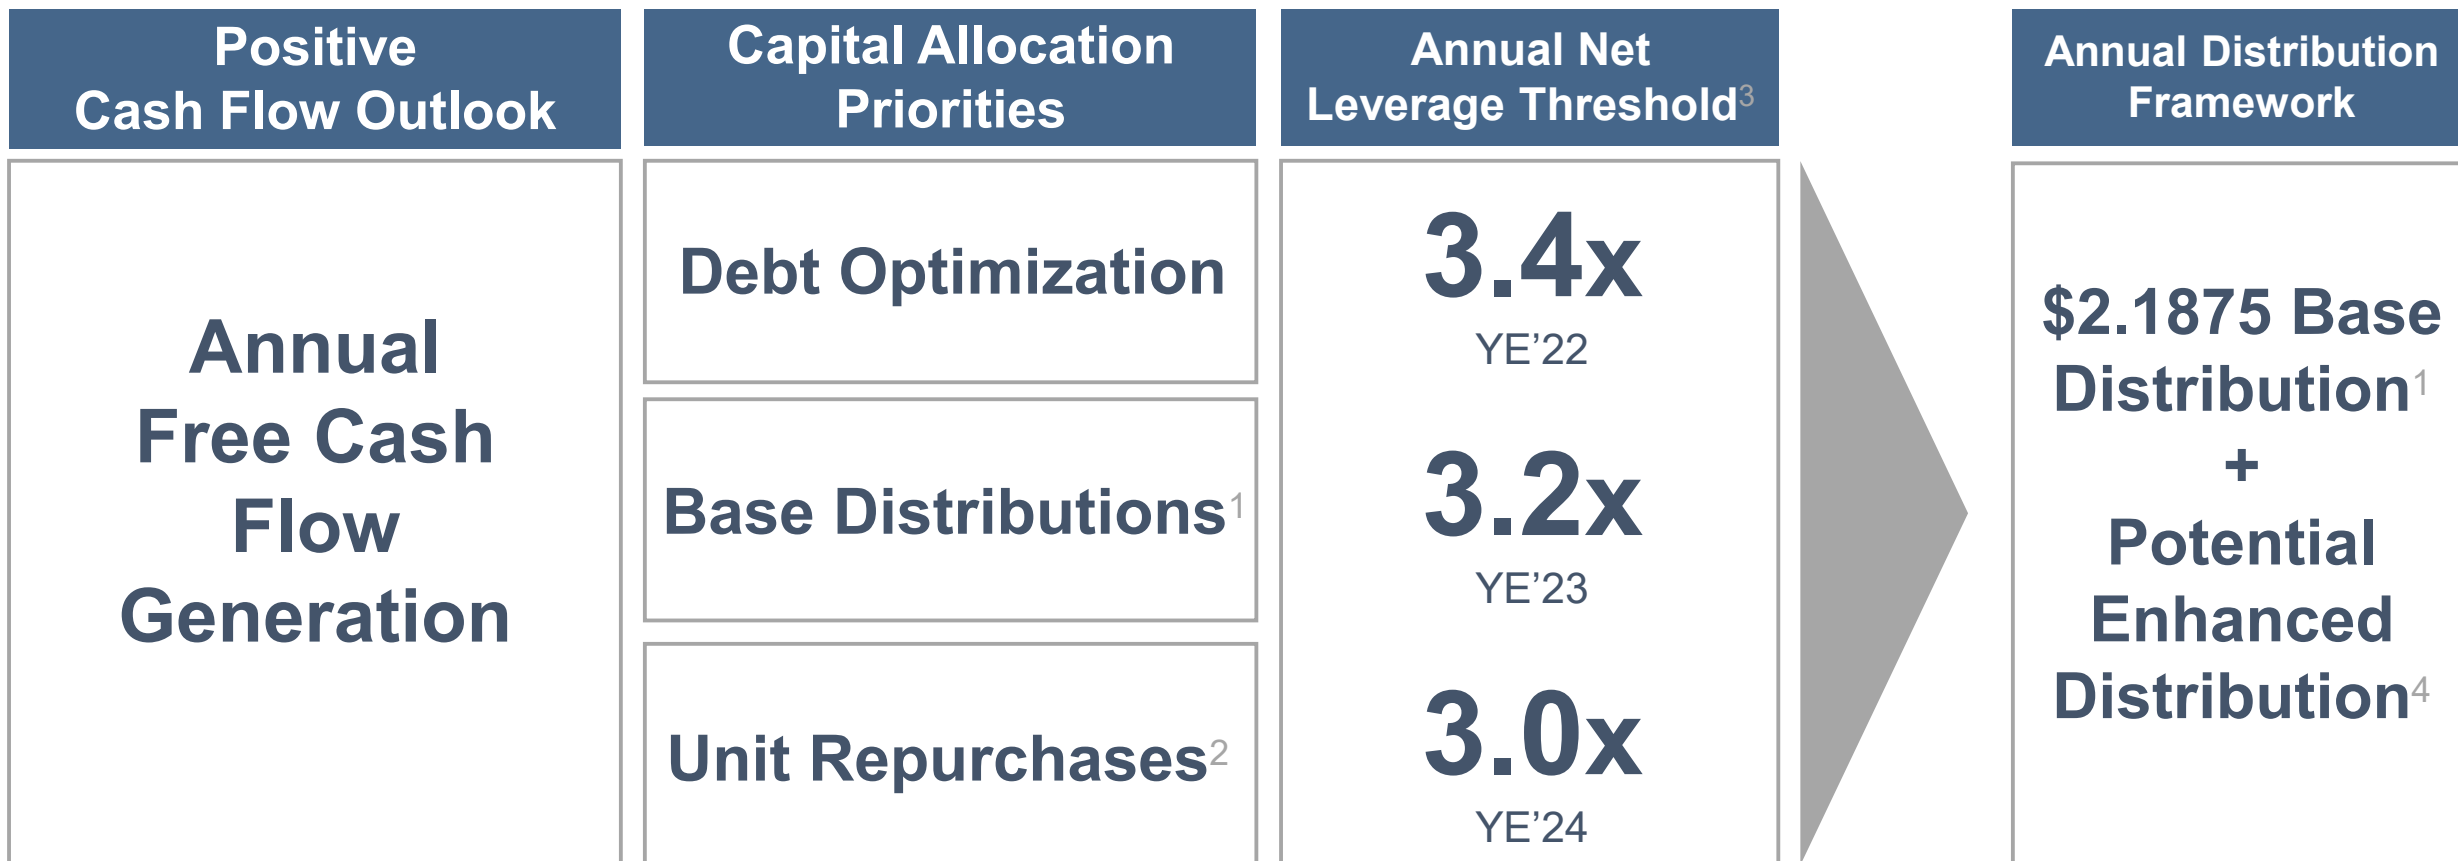 Positive
Cash Flow Outlook
Annual
Free Cash
Flow
Generation
Capital Allocation
Priorities
Debt Optimization
Base Distributions1
Unit Repurchases2
Annual Net
Leverage Threshold3
3.4x
YE’22
3.2x
YE’23
3.0x
YE’24
Annual Distribution
Framework
$2.1875 Base
Distribution1
+
Potential
Enhanced
Distribution4